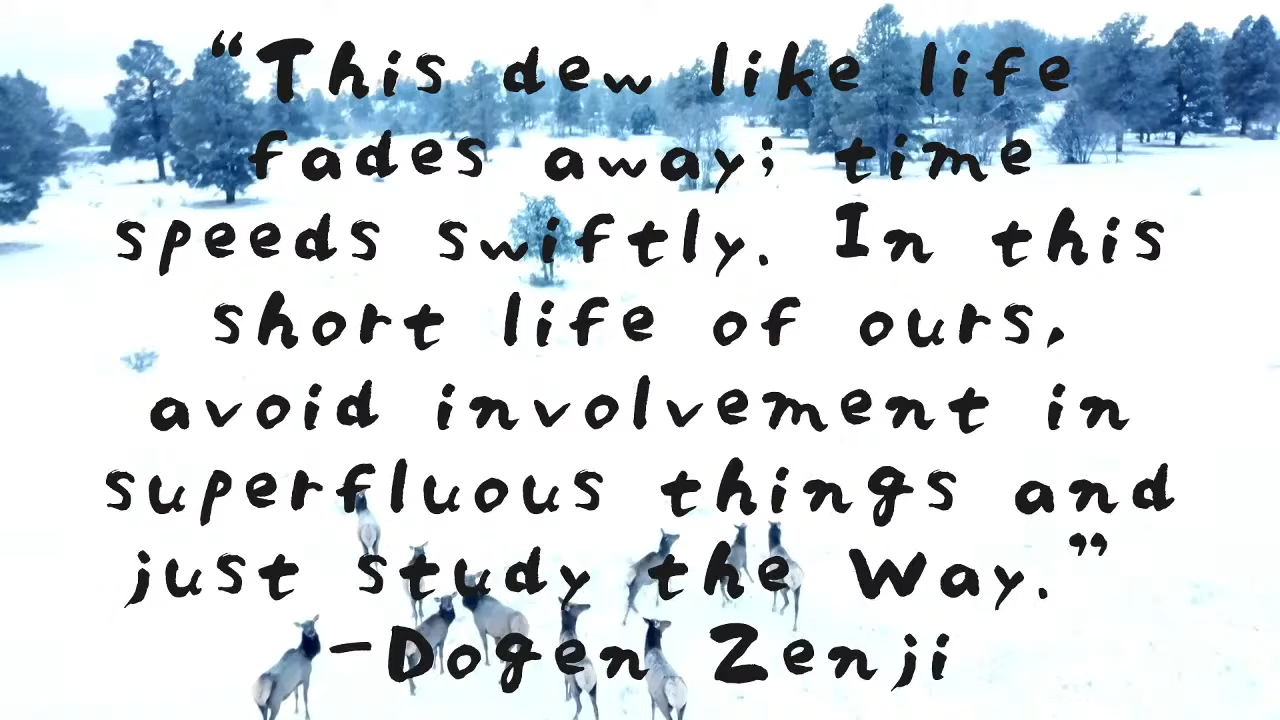 “This dew like life
fades away; time
speeds swiftly. In this
short life of ours,
avoid involvement in
superfluous things and
just study the Way.”
-Dogen Zenji